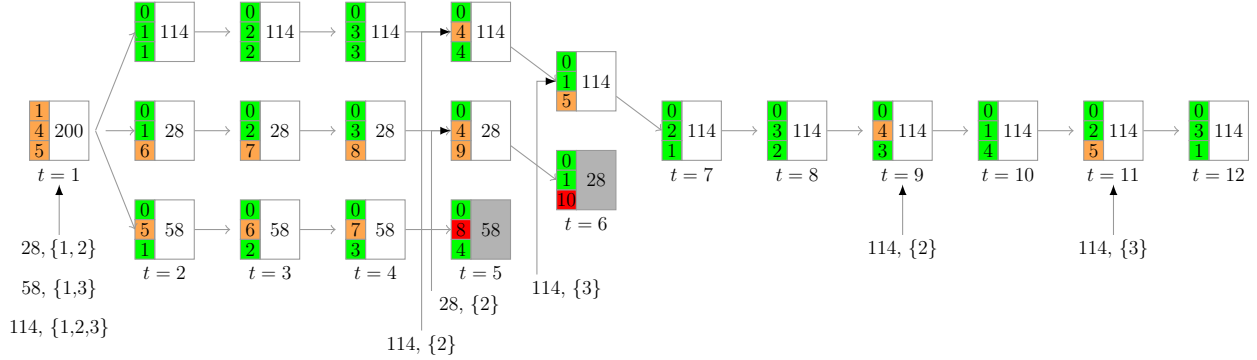 0 1 1 114
0 2 2 114
0 3 3 114
0 4 4 114
0 1 5 114
1 4 5 200
t = 1
0 1 6 28
0 2 7 28
0 3 8 28
0 4 9 28
0 1 10 28
t = 6
0 2 1 114
t = 7
0 3 2 114
t = 8
0 4 3 114
t = 9
0 1 4 114
t = 10
0 2 5 114
t = 11
0 3 1 114
t = 12
0 5 1 58
t = 2
0 6 2 58
t = 3
0 7 3 58
t = 4
0 8 4 58
t = 5
28, {1, 2}
58, {1,3}
114, {1,2,3}
114, {2}
28, {2}
114, {3}
114, {2}
114, {3}